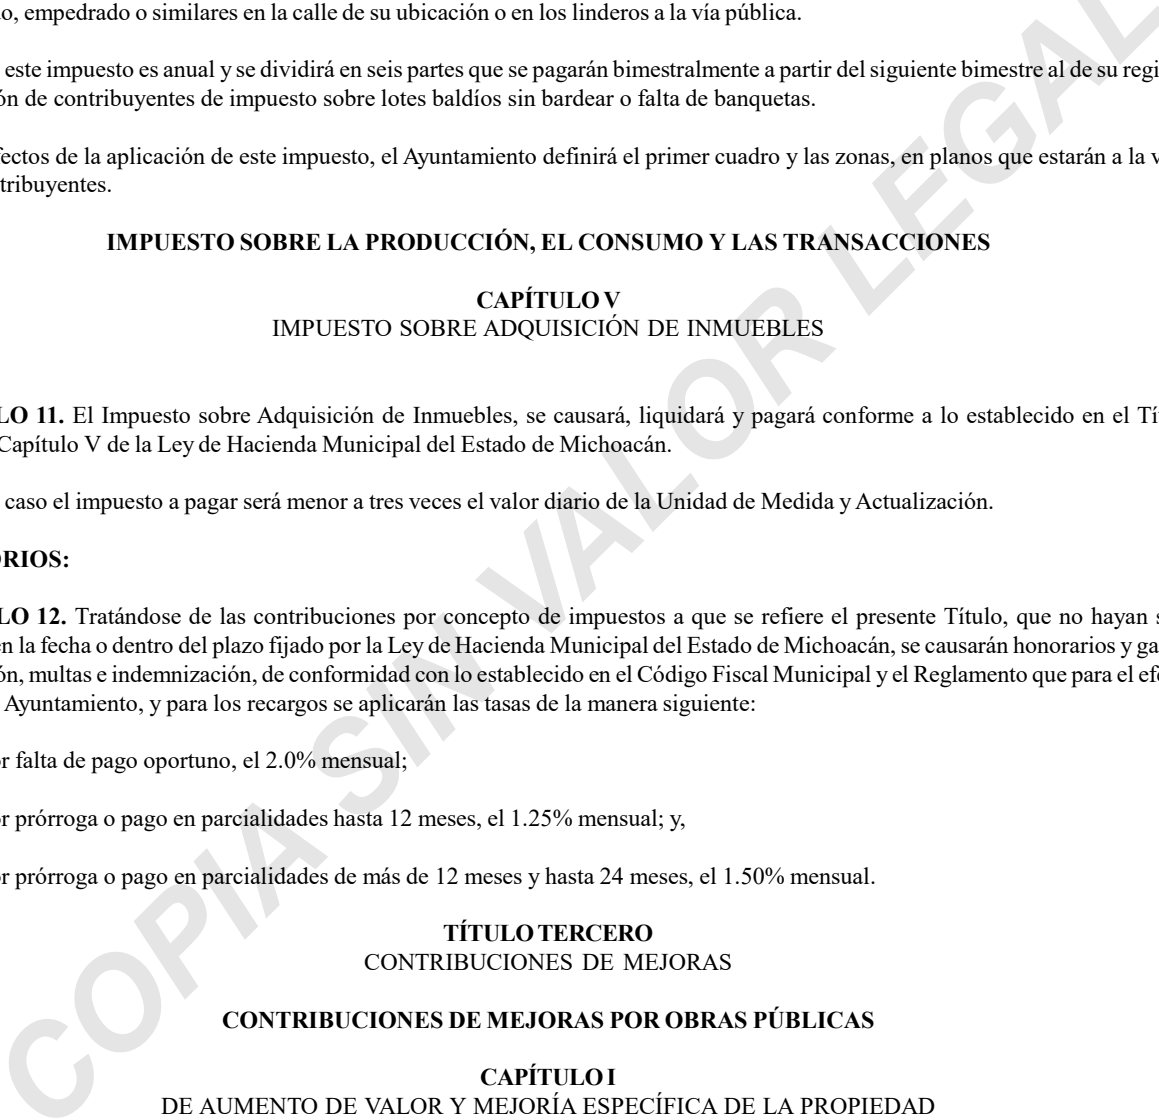 do, empedrado o similares en la calle de su ubicación o en los linderos a la vía pública.
este impuesto es anual y se dividirá en seis partes que se pagarán bimestralmente a partir del siguiente bimestre al de su regi
ón de contribuyentes de impuesto sobre lotes baldíos sin bardear o falta de banquetas.
fectos de la aplicación de este impuesto, el Ayuntamiento definirá el primer cuadro y las zonas, en planos que estarán a la v
tribuyentes.
IMPUESTO SOBRE LA PRODUCCIÓN, EL CONSUMO Y LAS TRANSACCIONES
CAPÍTULO V
IMPUESTO SOBRE ADQUISICIÓN DE INMUEBLES
LO 11. El Impuesto sobre Adquisición de Inmuebles, se causará, liquidará y pagará conforme a lo establecido en el Tí
Capítulo V de la Ley de Hacienda Municipal del Estado de Michoacán.
caso el impuesto a pagar será menor a tres veces el valor diario de la Unidad de Medida y Actualización.
ORIOS:
LO 12. Tratándose de las contribuciones por concepto de impuestos a que se refiere el presente Título, que no hayan s
en la fecha o dentro del plazo fijado por la Ley de Hacienda Municipal del Estado de Michoacán, se causarán honorarios y ga
ón, multas e indemnización, de conformidad con lo establecido en el Código Fiscal Municipal y el Reglamento que para el efe
Ayuntamiento, y para los recargos se aplicarán las tasas de la manera siguiente:
r falta de pago oportuno, el 2.0% mensual;
r prórroga o pago en parcialidades hasta 12 meses, el 1.25% mensual; y,
r prórroga o pago en parcialidades de más de 12 meses y hasta 24 meses, el 1.50% mensual.
TÍTULO TERCERO
CONTRIBUCIONES DE MEJORAS
CONTRIBUCIONES DE MEJORAS POR OBRAS PÚBLICAS
CAPÍTULO I
DE AUMENTO DE VALOR Y MEJORÍA ESPECÍFICA DE LA PROPIEDAD
COPIA SIN VALOR LEGAL